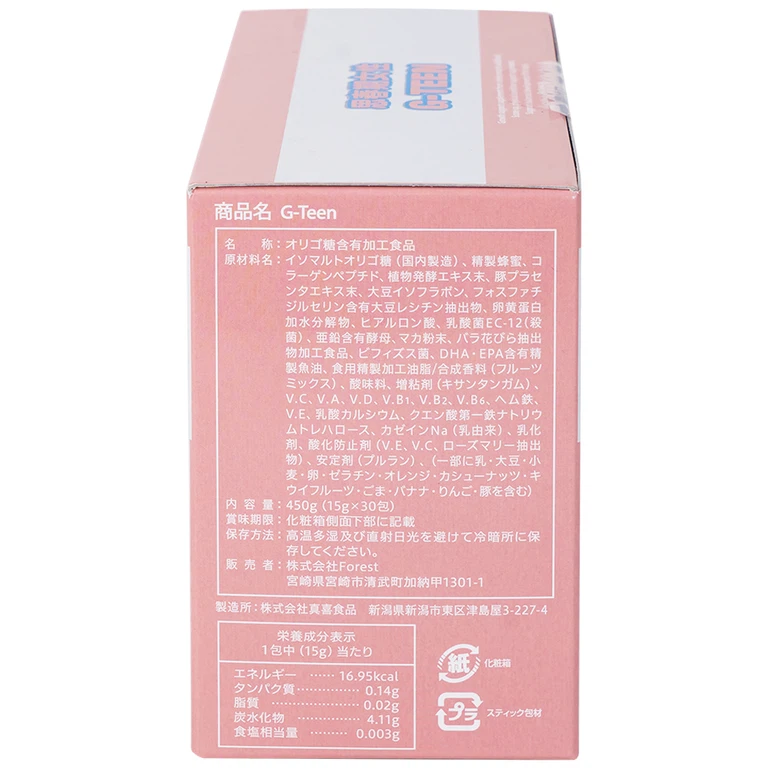 G-TEEN
商品名 G-Teen
名称：オリゴ糖含有加工食品
原材料名：イソマルトオリゴ糖（国内製造）、精製蜂蜜、コ
ラーゲンペプチド、植物発酵エキス末、豚プラセ
ンタエキス末、大豆イソフラボン、フォスファチ
ジルセリン含有大豆レシチン抽出物、卵黄蛋白
加水分解物、ヒアルロン酸、乳酸菌EC-12（殺
菌）、亜鉛含有酵母、マカ粉末、バラ花びら抽出
物加工食品、ビフィズス菌、DHA・EPA含有精
製魚油、食用精製加工油脂/合成香料（フルーツ
ミックス）、酸味料、増粘剤（キサンタンガム）、
V.C、V.A、V.D、V.B1、V.B2、V.B6、ヘム鉄、
V.E、乳酸カルシウム、クエン酸第一鉄ナトリウ
ムトレハロース、カゼインNa（乳由来）、乳化
剤、酸化防止剤（V.E、V.C、ローズマリー抽出
物）、安定剤（プルラン）、（一部に乳・大豆・小
麦・卵・ゼラチン・オレンジ・カシューナッツ・キ
ウイフルーツ・ごま・バナナ・りんご・豚を含む）
内容量：450g（15g×30包）
賞味期限：化粧箱側面下部に記載
保存方法：高温多湿及び直射日光を避けて冷暗所に保
存してください。
販売者：株式会社Forest
宮崎県宮崎市清武町加納甲1301-1
製造所：株式会社真喜食品 新潟県新潟市東区津島屋3-227-4
栄養成分表示
1包中（15g）当たり
エネルギー …… 16.95kcal
タンパク質 …… 0.14g
脂質 …… 0.02g
炭水化物 …… 4.11g
食塩相当量 …… 0.003g
紙 化粧箱
プラ スティック包材